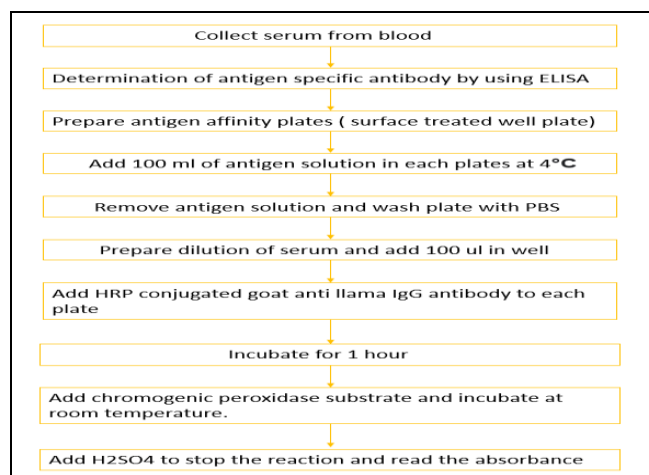 Collect serum from blood
Determination of antigen specific antibody by using ELISA
Prepare antigen affinity plates ( surface treated well plate)
Add 100 ml of antigen solution in each plates at 4°C
Remove antigen solution and wash plate with PBS
Prepare dilution of serum and add 100 ul in well
Add HRP conjugated goat anti llama IgG antibody to each
plate
Incubate for 1 hour
Add chromogenic peroxidase substrate and incubate at
room temperature.
Add H2SO4 to stop the reaction and read the absorbance